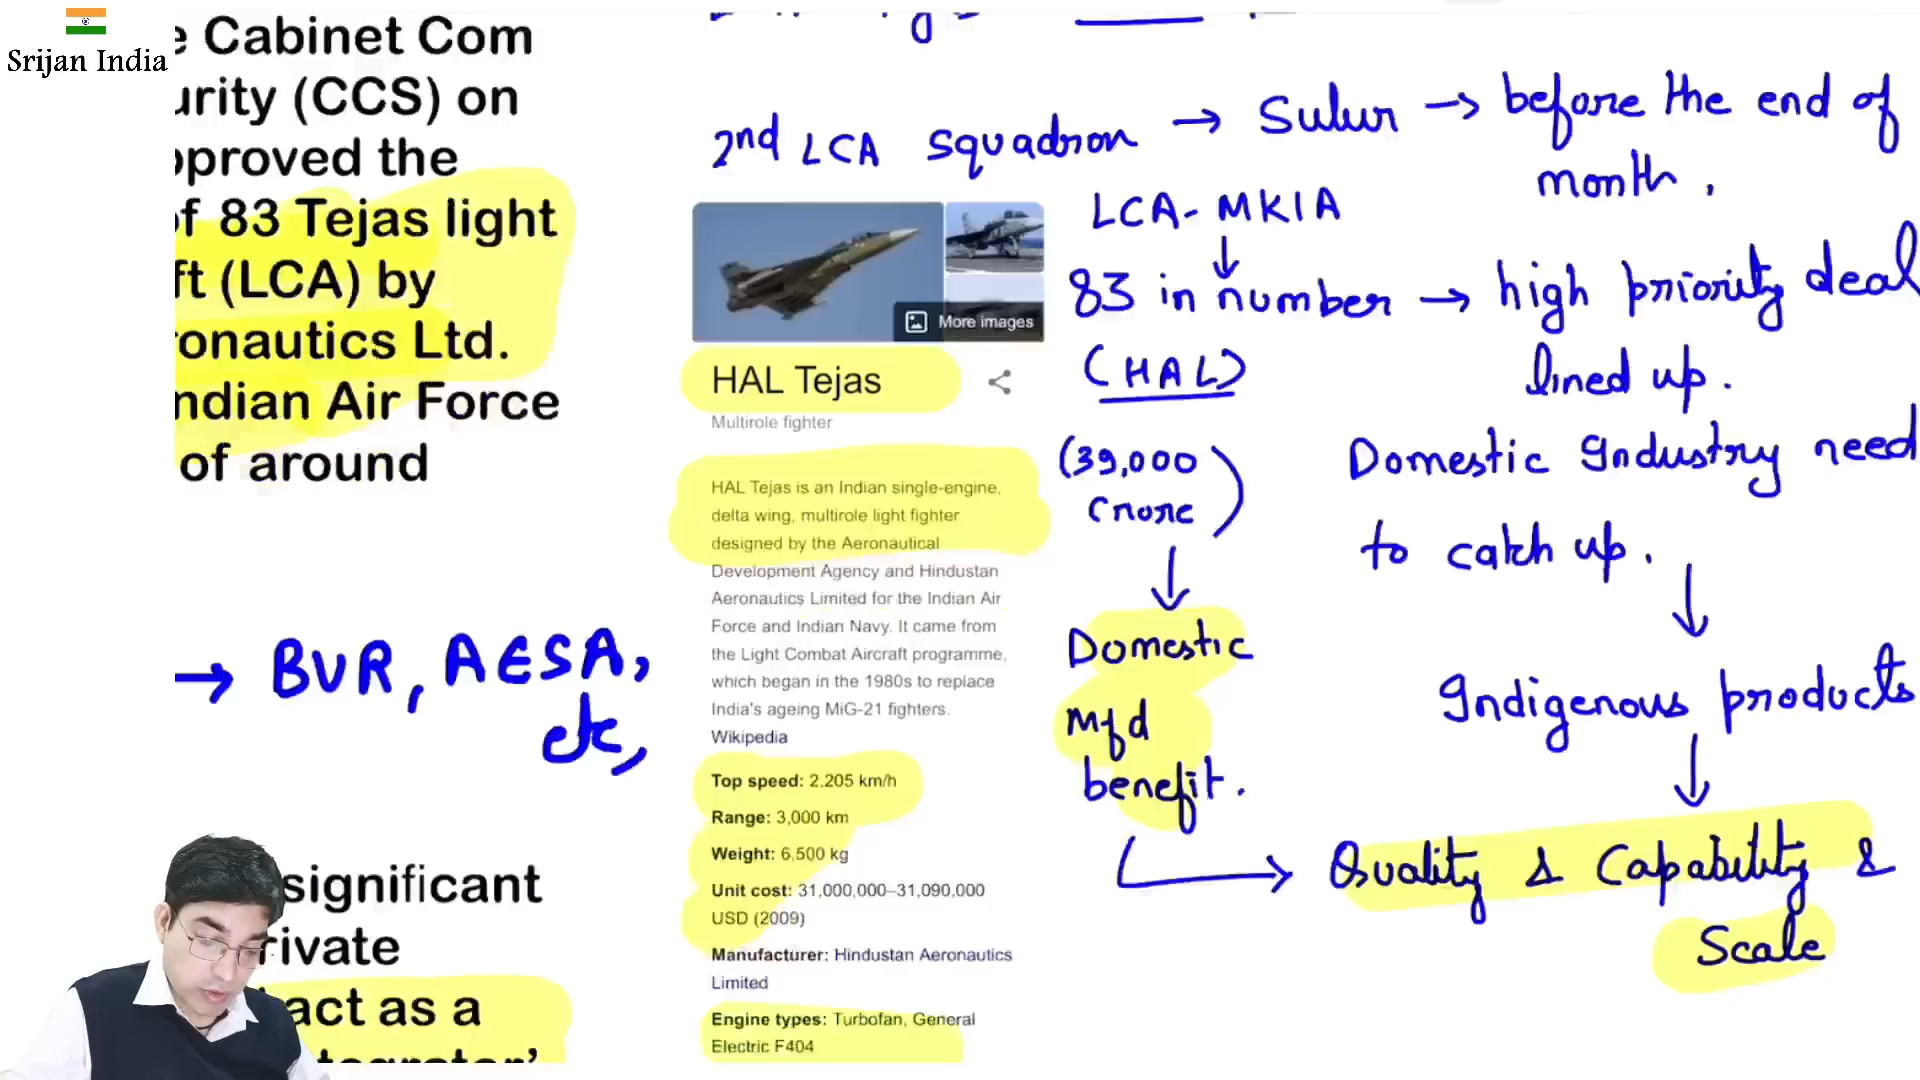 Srijan India
e Cabinet Com
urity (CCS) on
pproved the
of 83 Tejas light
ft (LCA) by
ronautics Ltd.
ndian Air Force
of around
→ BVR, AESA,
etc,
significant
rivate
act as a
ntegrator'
2nd LCA squadron → Sulur → before the end of
month.
LCA-MK1A
↓
83 in number → high priority deal
(HAL)
lined up.
More images
HAL Tejas
Multirole fighter
HAL Tejas is an Indian single-engine,
delta wing, multirole light fighter
designed by the Aeronautical
Development Agency and Hindustan
Aeronautics Limited for the Indian Air
Force and Indian Navy. It came from
the Light Combat Aircraft programme,
which began in the 1980s to replace
India's ageing MiG-21 fighters.
Wikipedia
Top speed: 2,205 km/h
Range: 3,000 km
Weight: 6,500 kg
Unit cost: 31,000,000–31,090,000
USD (2009)
Manufacturer: Hindustan Aeronautics
Limited
Engine types: Turbofan, General
Electric F404
(39,000
Crore)
↓
Domestic
Mfd
benefit.
Domestic Industry need
to catch up.
↓
Indigenous products
↓
→ Quality & Capability &
Scale